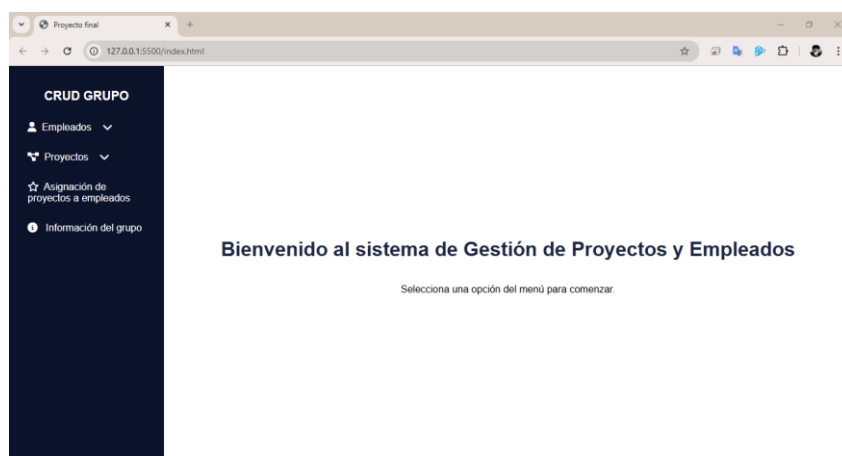 Proyecto final
127.0.0.1:5500/index.html
CRUD GRUPO
Empleados
Proyectos
Asignación de
proyectos a empleados
Información del grupo
Bienvenido al sistema de Gestión de Proyectos y Empleados
Selecciona una opción del menú para comenzar.